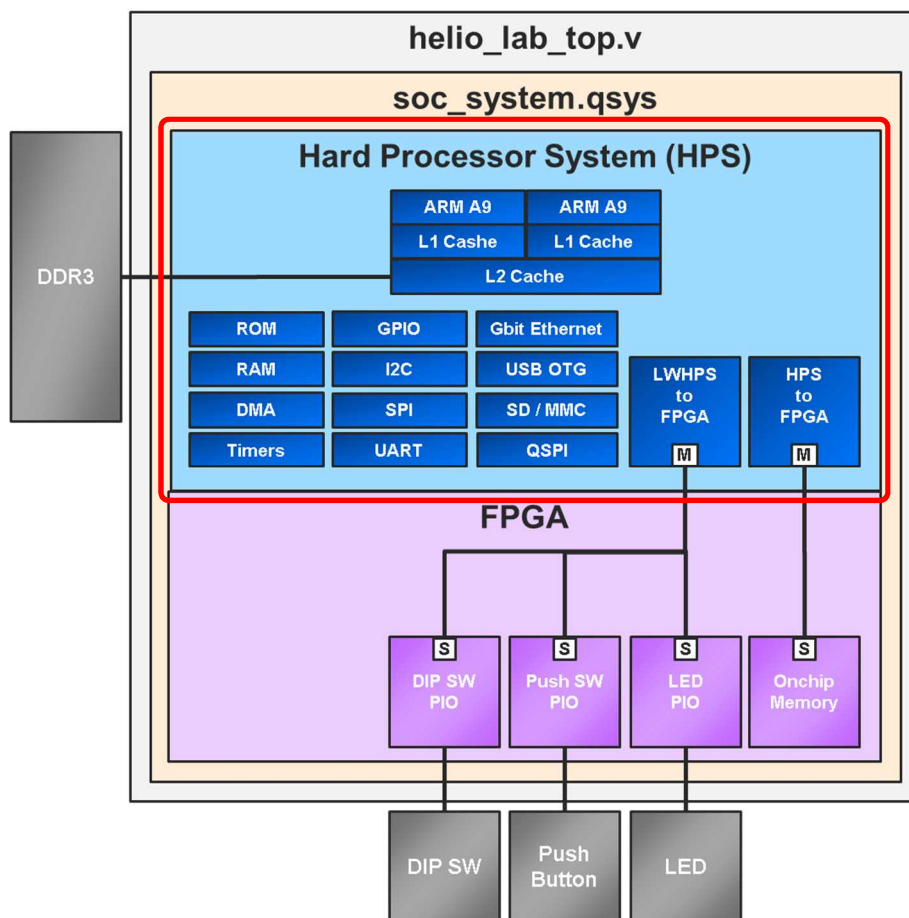 helio_lab_top.v
soc_system.qsys
Hard Processor System (HPS)
ARM A9
ARM A9
L1 Cashe
L1 Cache
L2 Cache
DDR3
ROM
GPIO
Gbit Ethernet
RAM
I2C
USB OTG
DMA
SPI
SD / MMC
Timers
UART
QSPI
LWHPS
to
FPGA
M
HPS
to
FPGA
M
FPGA
S
DIP SW
PIO
S
Push SW
PIO
S
LED
PIO
S
Onchip
Memory
DIP SW
Push
Button
LED